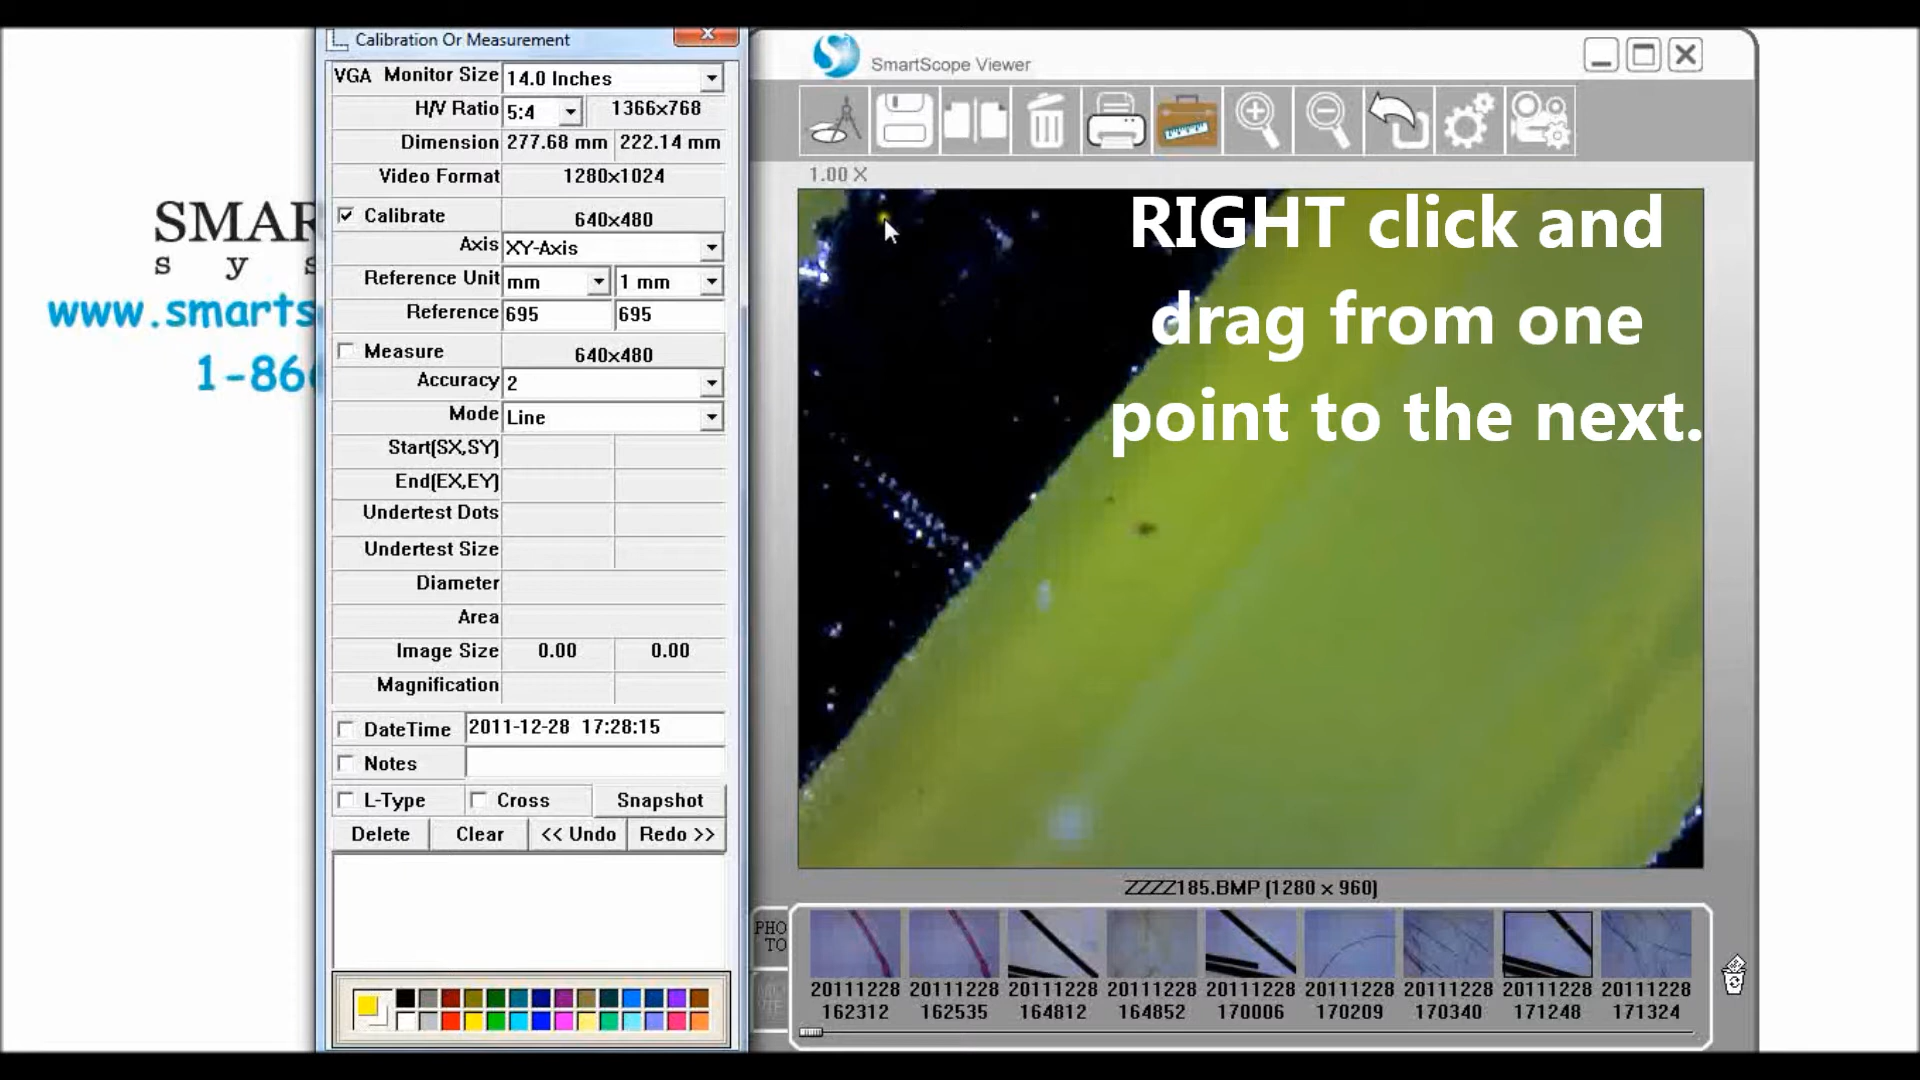 Calibration Or Measurement
VGA Monitor Size 14.0 Inches
H/V Ratio 5:4 1366x768
Dimension 277.68 mm 222.14 mm
Video Format 1280x1024
Calibrate 640x480
Axis XY-Axis
Reference Unit mm 1 mm
Reference 695 695
Measure 640x480
Accuracy 2
Mode Line
Start(SX,SY)
End(EX,EY)
Undertest Dots
Undertest Size
Diameter
Area
Image Size 0.00 0.00
Magnification
DateTime 2011-12-28 17:28:15
Notes
L-Type Cross Snapshot
Delete Clear << Undo Redo >>
SMAR
s y s
www.smarts
1-866
SmartScope Viewer
1.00 X
RIGHT click and
drag from one
point to the next.
ZZZZ185.BMP (1280 x 960)
PHO
TO
20111228 20111228 20111228 20111228 20111228 20111228 20111228 20111228 20111228
162312 162535 164812 164852 170006 170209 170340 171248 171324